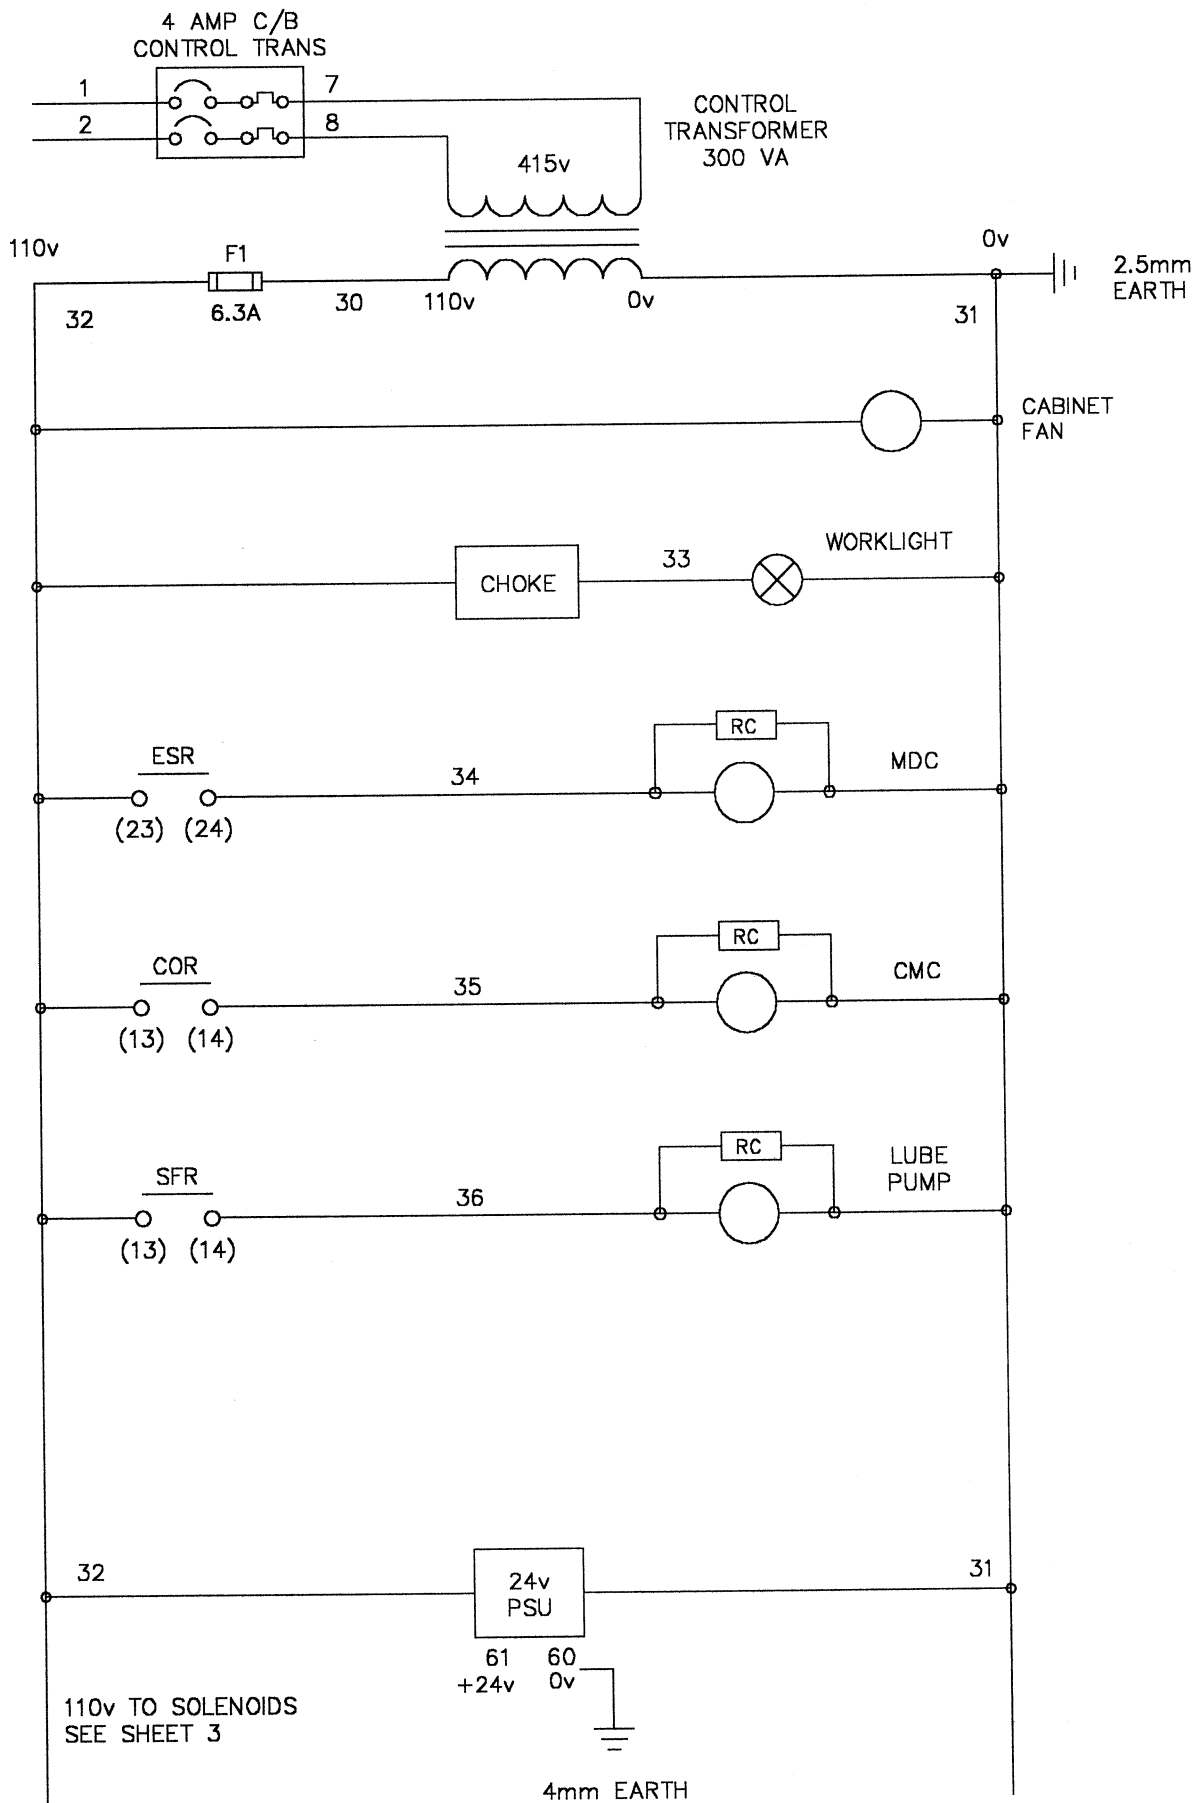 4 AMP C/B
CONTROL TRANS
1
7
2
8
CONTROL
TRANSFORMER
300 VA
415v
110v
F1
6.3A
32
30
110v
0v
0v
31
2.5mm
EARTH
CABINET
FAN
CHOKE
33
WORKLIGHT
ESR
(23) (24)
34
RC
MDC
COR
(13) (14)
35
RC
CMC
SFR
(13) (14)
36
RC
LUBE
PUMP
32
24v
PSU
31
61
+24v
60
0v
110v TO SOLENOIDS
SEE SHEET 3
4mm EARTH